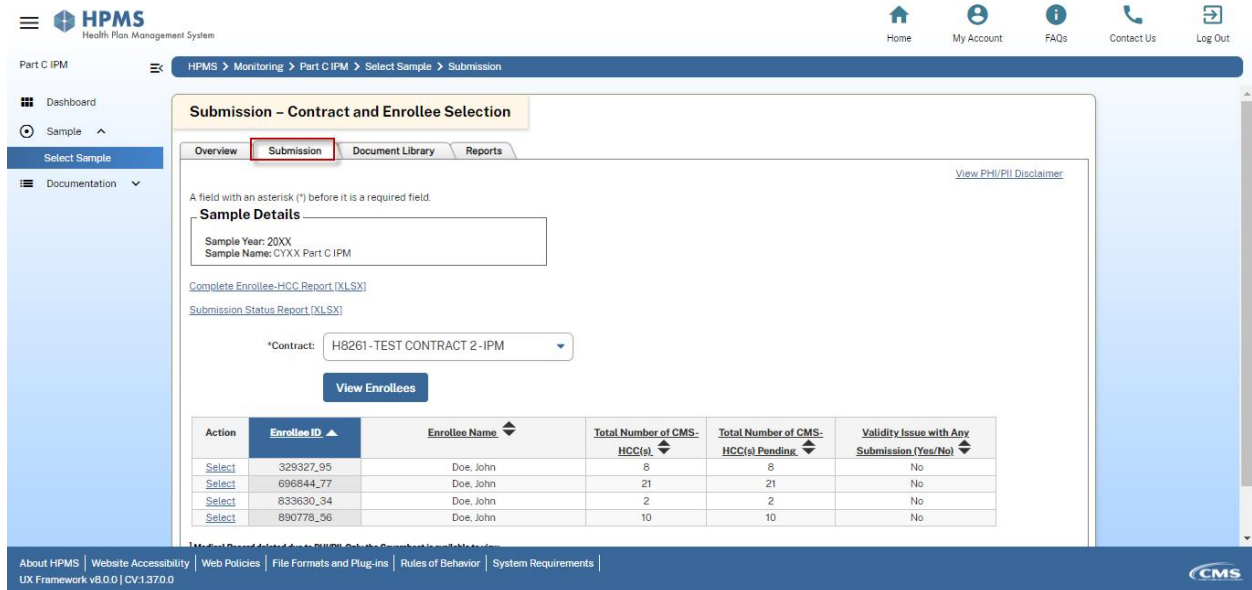 HPMS
Health Plan Management System
Home
My Account
FAQs
Contact Us
Log Out
Part C IPM
HPMS > Monitoring > Part C IPM > Select Sample > Submission
Dashboard
Sample
Select Sample
Documentation
Submission – Contract and Enrollee Selection
Overview Submission Document Library Reports
View PHI/PII Disclaimer
A field with an asterisk (*) before it is a required field.
Sample Details
Sample Year: 20XX
Sample Name: CYXX Part C IPM
Complete Enrollee-HCC Report [XLSX]
Submission Status Report [XLSX]
*Contract: H8261-TEST CONTRACT 2-IPM
View Enrollees
Action Enrollee ID Enrollee Name Total Number of CMS-HCC(s) Total Number of CMS-HCC(s) Pending Validity Issue with Any Submission (Yes/No)
Select 329327_95 Doe, John 8 8 No
Select 696844_77 Doe, John 21 21 No
Select 833630_34 Doe, John 2 2 No
Select 890778_56 Doe, John 10 10 No
About HPMS | Website Accessibility | Web Policies | File Formats and Plug-ins | Rules of Behavior | System Requirements |
UX Framework v8.0.0 | CV:1.37.0.0
CMS